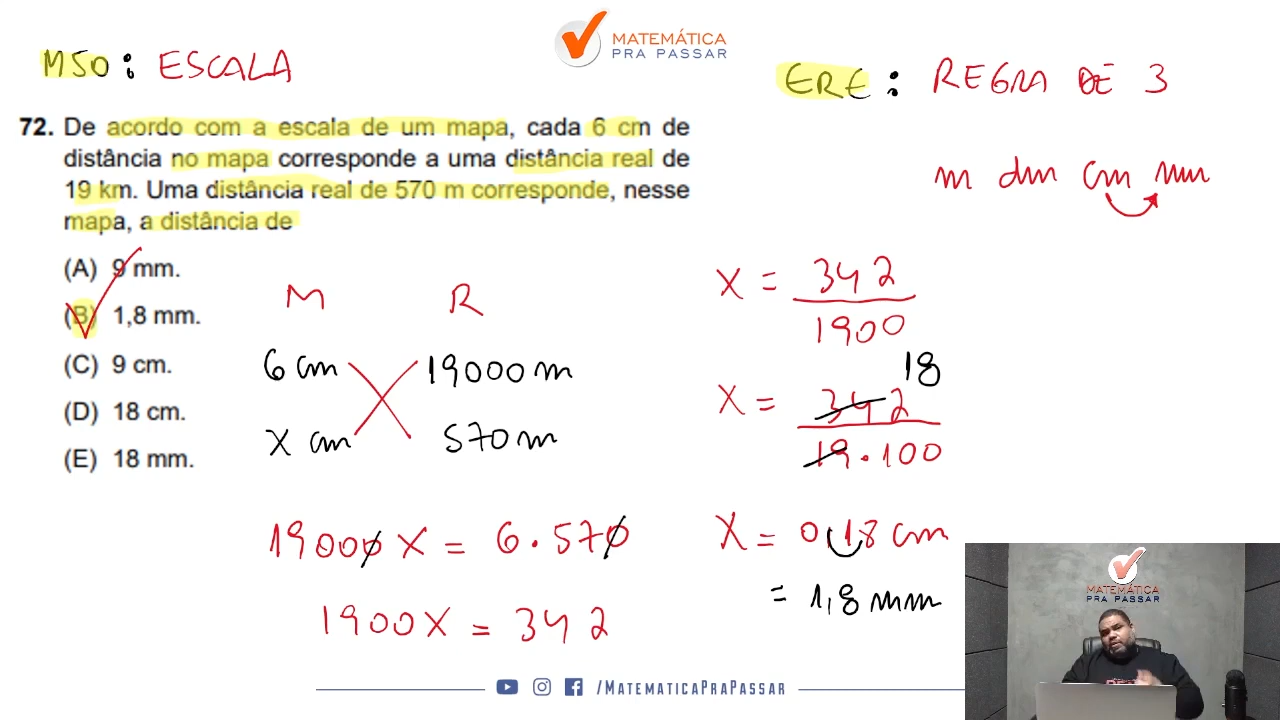 MATEMÁTICA
PRA PASSAR
MSO: ESCALA
ERE: REGRA DE 3
72. De acordo com a escala de um mapa, cada 6 cm de
distância no mapa corresponde a uma distância real de
19 km. Uma distância real de 570 m corresponde, nesse
mapa, a distância de
(A) 9 mm.
(B) 1,8 mm.
(C) 9 cm.
(D) 18 cm.
(E) 18 mm.
m dm cm mm
M R
6 cm 19000 m
x cm 570 m
19000 x = 6 . 570
1900x = 342
x = 342
1900
18
x = 342
19 . 100
x = 0,18 cm
= 1,8 mm
MATEMÁTICA
PRA PASSAR
/MATEMATICAPRAPASSAR